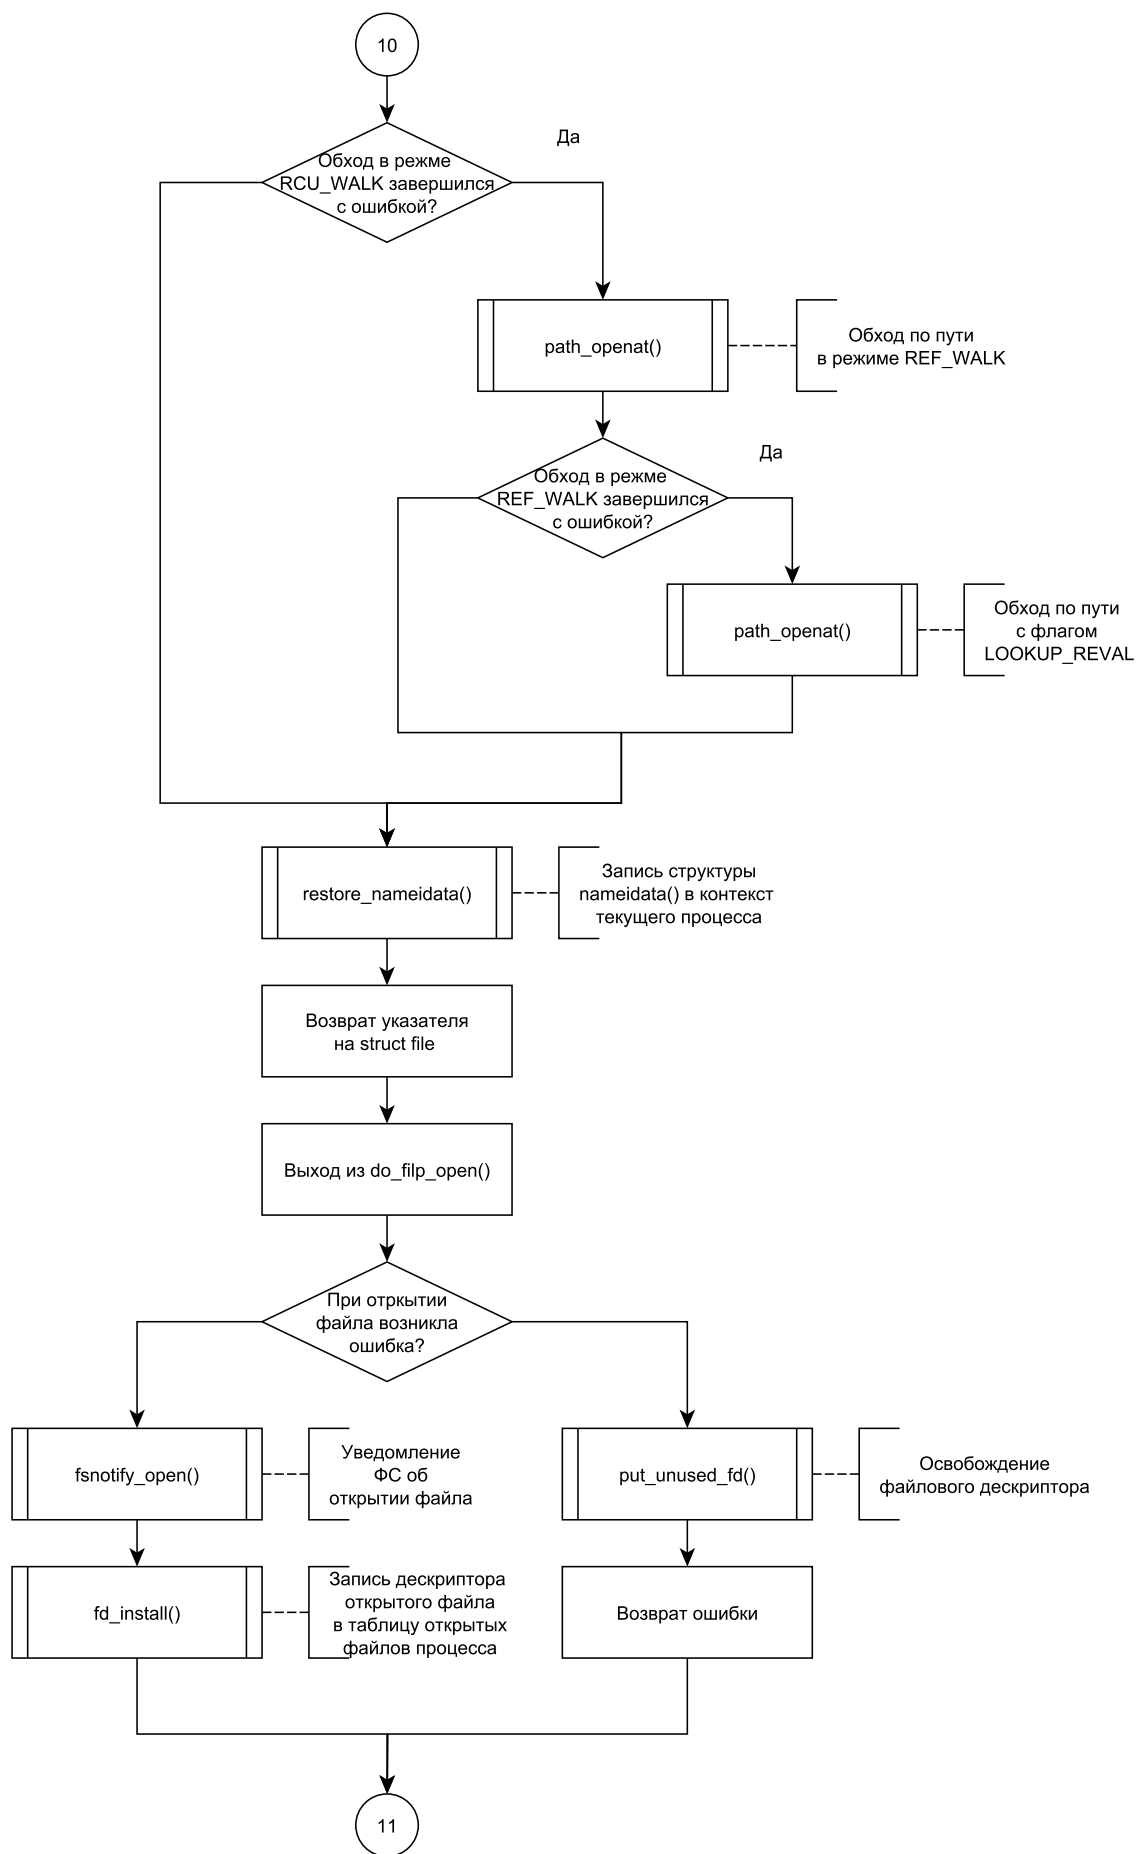 10
Да
Обход в режме
RCU_WALK завершился
с ошибкой?
path_openat()
Обход по пути
в режиме REF_WALK
Да
Обход в режме
REF_WALK завершился
с ошибкой?
path_openat()
Обход по пути
с флагом
LOOKUP_REVAL
restore_nameidata()
Запись структуры
nameidata() в контекст
текущего процесса
Возврат указателя
на struct file
Выход из do_filp_open()
При отркытии
файла возникла
ошибка?
fsnotify_open()
Уведомление
ФС об
открытии файла
put_unused_fd()
Освобождение
файлового дескриптора
fd_install()
Запись дескриптора
открытого файла
в таблицу открытых
файлов процесса
Возврат ошибки
11